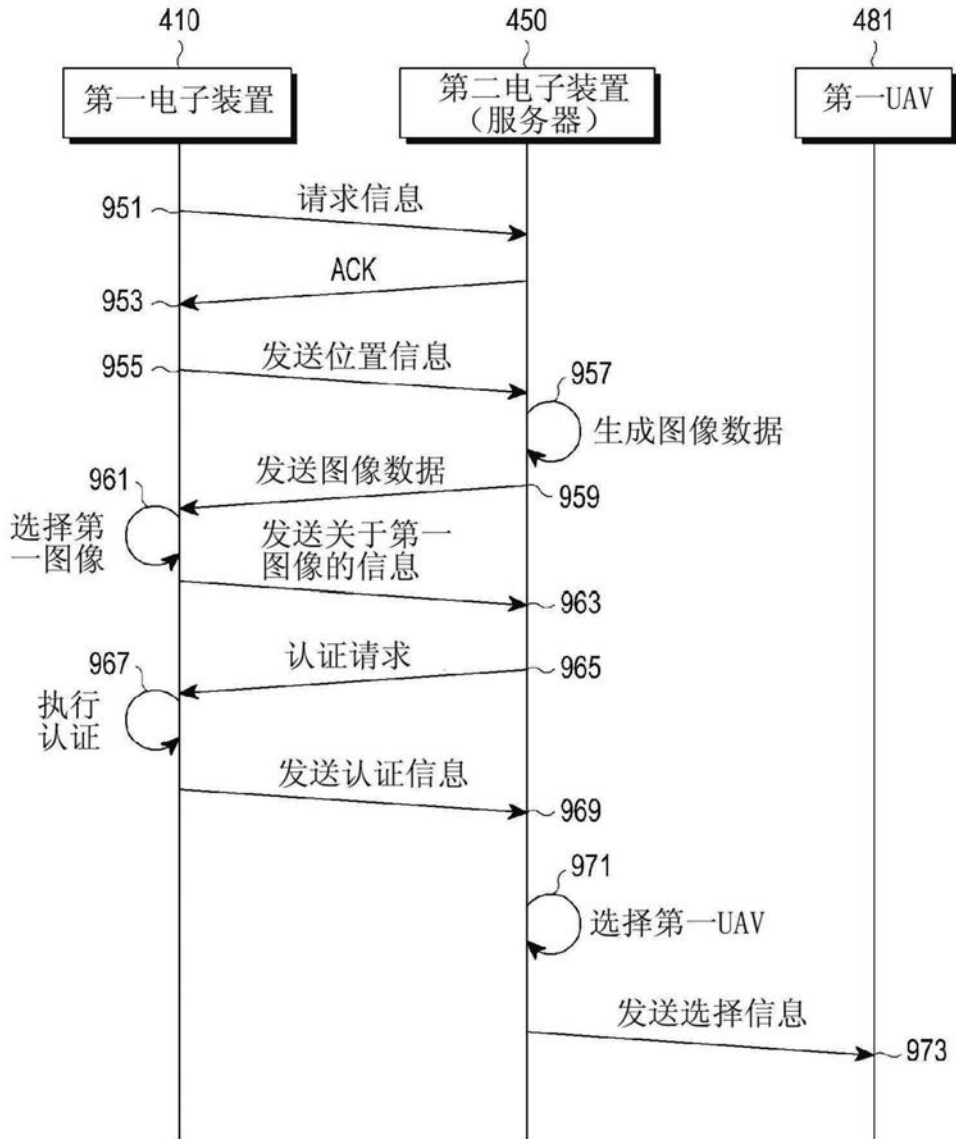 410
450
481
第一电子装置
第二电子装置
（服务器）
第一UAV
951
请求信息
ACK
953
955
发送位置信息
957
生成图像数据
发送图像数据
959
961
选择第
一图像
发送关于第一
图像的信息
963
认证请求
965
967
执行
认证
发送认证信息
969
971
选择第一UAV
发送选择信息
973